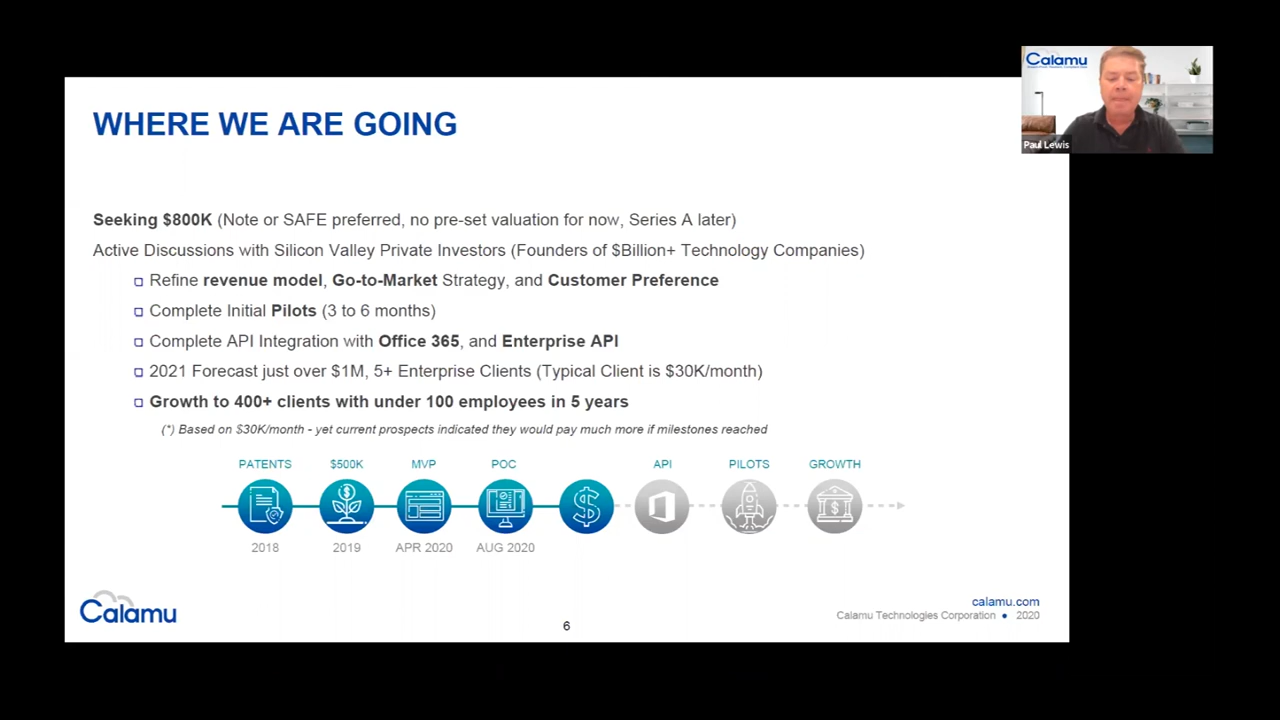 Calamu
Paul Lewis
WHERE WE ARE GOING
Seeking $800K (Note or SAFE preferred, no pre-set valuation for now, Series A later)
Active Discussions with Silicon Valley Private Investors (Founders of $Billion+ Technology Companies)
Refine revenue model, Go-to-Market Strategy, and Customer Preference
Complete Initial Pilots (3 to 6 months)
Complete API Integration with Office 365, and Enterprise API
2021 Forecast just over $1M, 5+ Enterprise Clients (Typical Client is $30K/month)
Growth to 400+ clients with under 100 employees in 5 years
(*) Based on $30K/month - yet current prospects indicated they would pay much more if milestones reached
PATENTS $500K MVP POC API PILOTS GROWTH
2018 2019 APR 2020 AUG 2020
Calamu
calamu.com
Calamu Technologies Corporation ● 2020
6